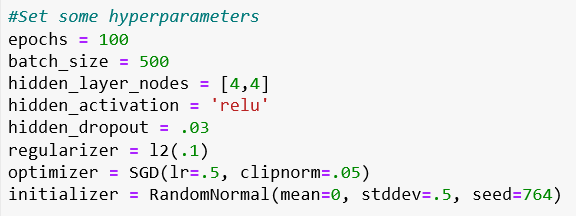 #Set some hyperparameters
epochs = 100
batch_size = 500
hidden_layer_nodes = [4,4]
hidden_activation = 'relu'
hidden_dropout = .03
regularizer = l2(.1)
optimizer = SGD(lr=.5, clipnorm=.05)
initializer = RandomNormal(mean=0, stddev=.5, seed=764)